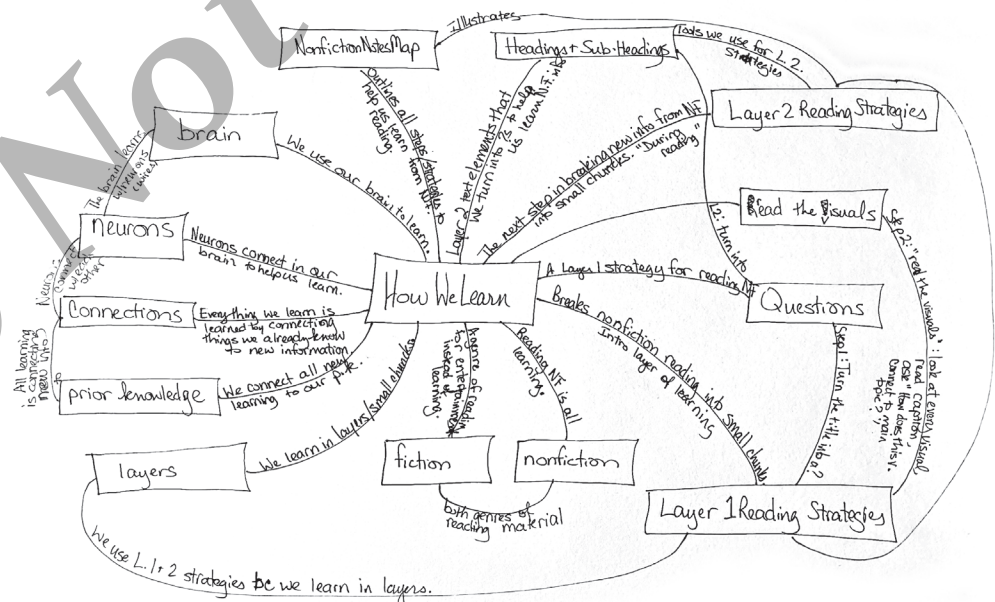 Not
Illustrates
Nonfiction Notes Map
Headings + Sub-Headings
Tools we use for L. 2.
Strategies
Layer 2 Reading Strategies
brain
We use our brain to learn.
Outlines all steps/strategies to
help us learn from N.F.
reading.
Layer 2 text elements that
we turn into ?s to help
us learn N.F. info
The next step in breaking new info from NF
into small chunks. "During
reading"
The brain learns
when neurons
connect
neurons
Neurons connect in our
brain to help us learn.
Neurons
connect
w each
other
Read the Visuals
L2: turn into
How We Learn
A Layer 1 strategy for reading NF
Questions
Connections
Everything we learn is
learned by connecting
things we already know
to new information
Breaks nonfiction reading into small chunks.
Intro layer of learning
All learning
is connecting
new info
prior knowledge
We connect all new
learning to our p.k.
We learn in layers/small chunks
A genre of reading
for entertainment
instead of
learning
Reading NF is all
learning.
Step 1: Turn the title into a ?
Step 2: "read the visuals": look at every visual
read caption +
ask "How does this v.
connect to main
topic?"
layers
fiction
nonfiction
both genres of
reading material
Layer 1 Reading Strategies
We use L. 1 + 2 strategies bc we learn in layers.